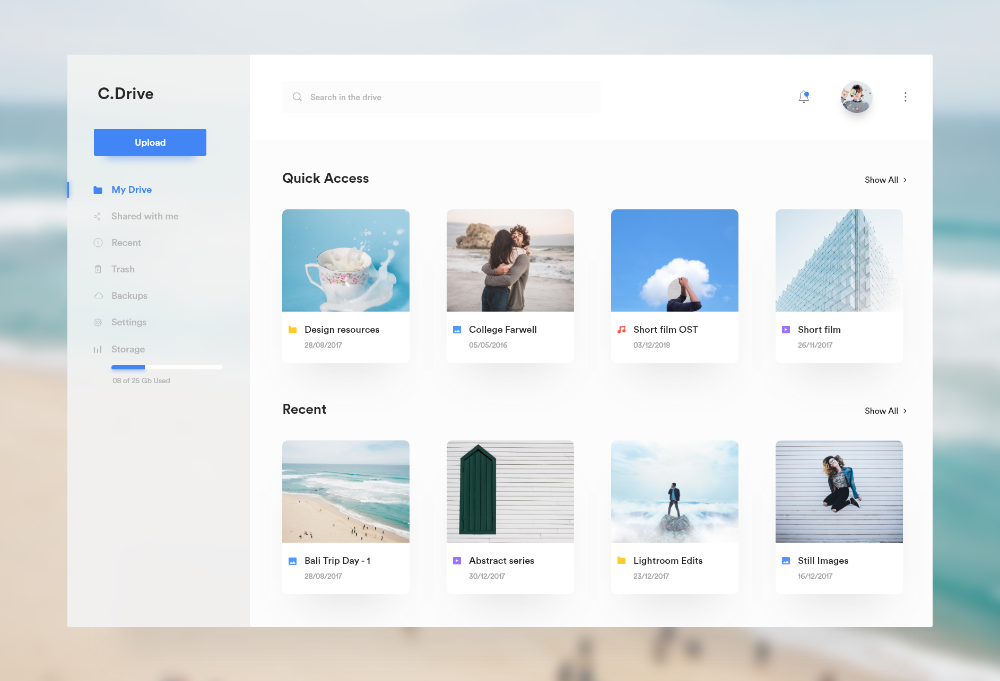 C.Drive
Search in the drive
Upload
My Drive
Shared with me
Recent
Trash
Backups
Settings
Storage
08 of 25 Gb Used
Quick Access
Show All
Design resources
28/08/2017
College Farwell
05/05/2016
Short film OST
03/12/2018
Short film
26/11/2017
Recent
Show All
Bali Trip Day - 1
28/08/2017
Abstract series
30/12/2017
Lightroom Edits
23/12/2017
Still Images
16/12/2017